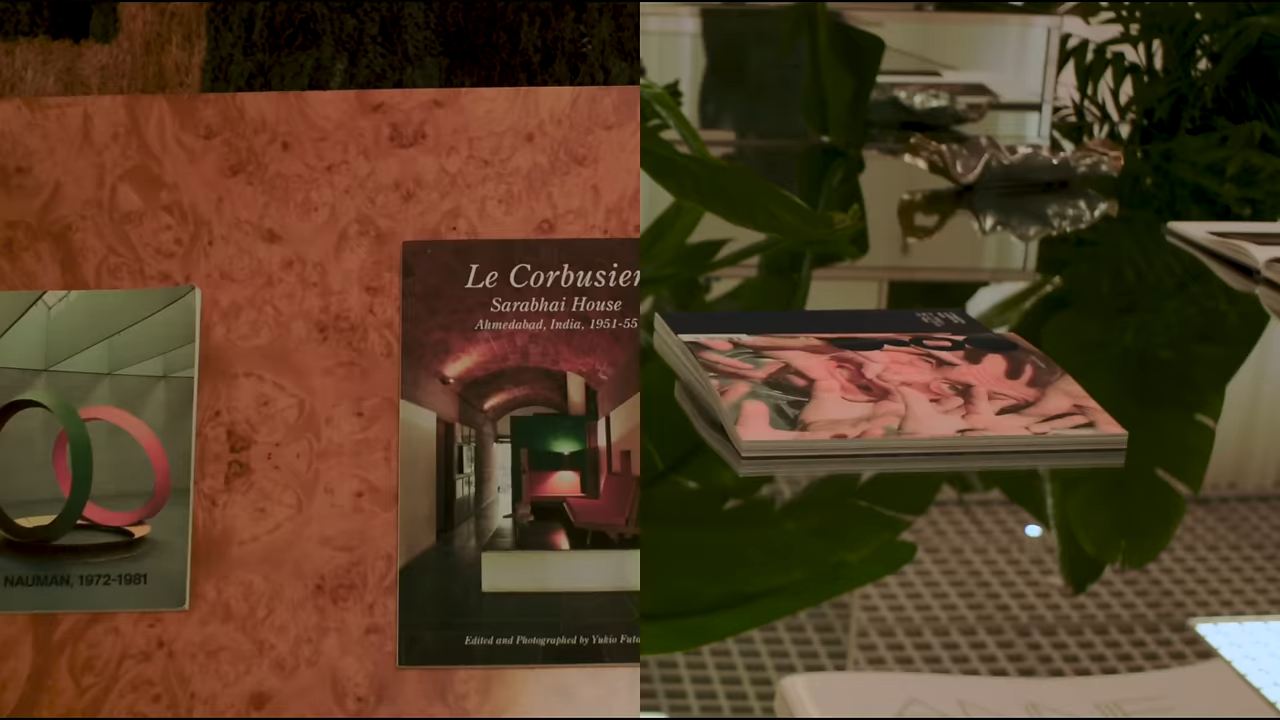 NAUMAN, 1972-1981
Le Corbusier
Sarabhai House
Ahmedabad, India, 1951-55
Edited and Photographed by Yukio Futa